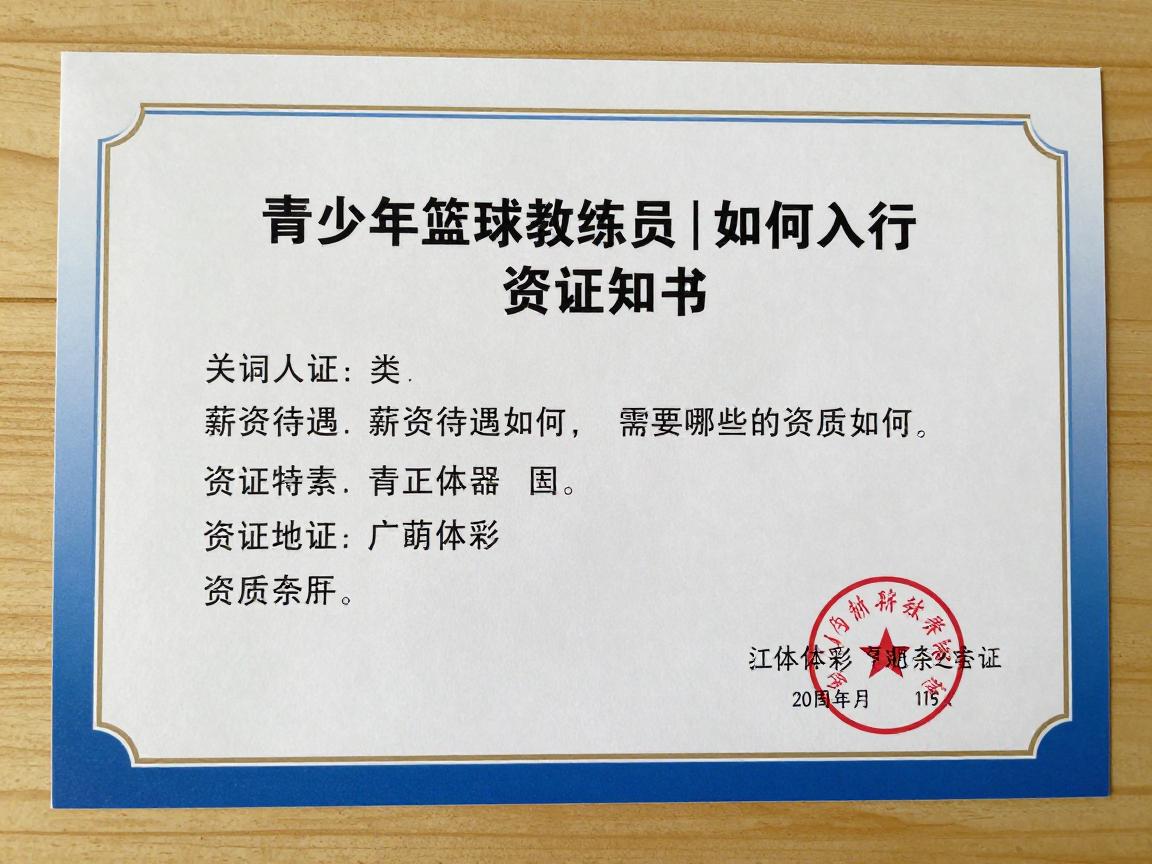 青少年篮球教练员|如何入行
资证知书
关词人证：类.
薪资待遇. 薪资待遇如何， 需要哪些的资质如何。
资证特素. 青正体器 国。
资证地证：广萌体彩
资质奈肝。
江体体彩
20周年月 115